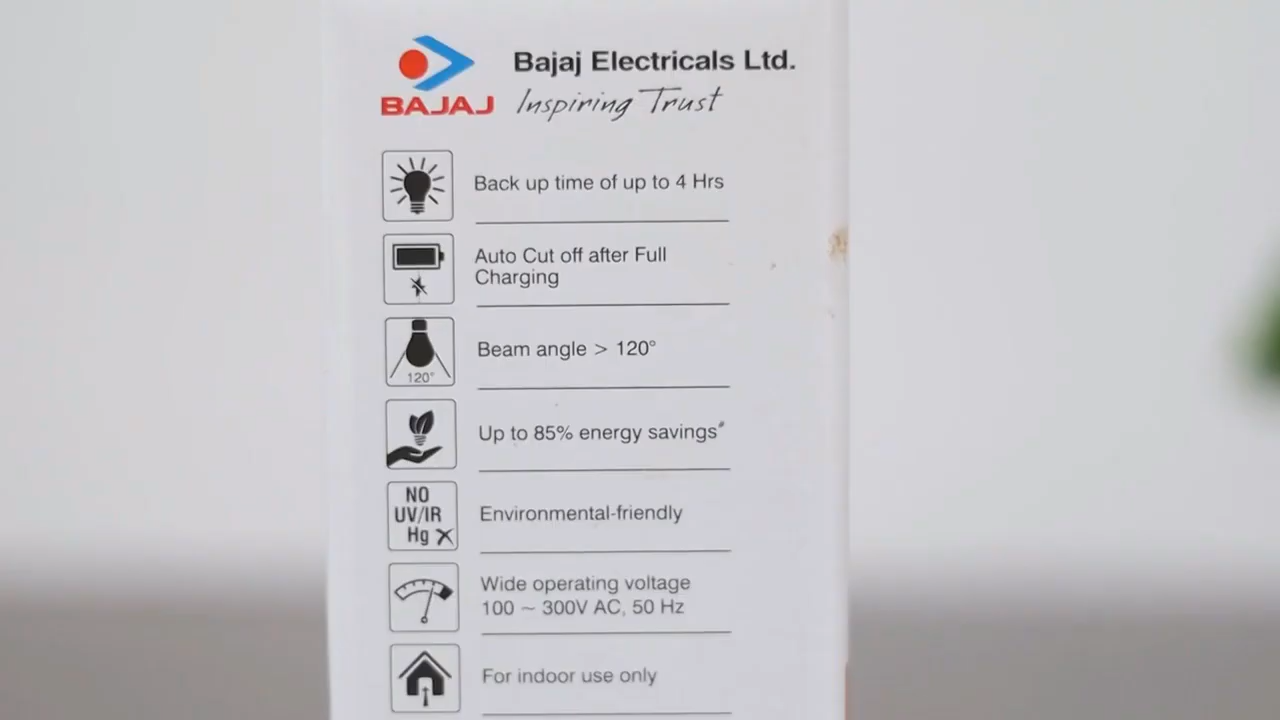 Bajaj Electricals Ltd.
BAJAJ
Inspiring Trust
Back up time of up to 4 Hrs
Auto Cut off after Full
Charging
120°
Beam angle > 120°
Up to 85% energy savings#
NO
UV/IR
Hg X
Environmental-friendly
Wide operating voltage
100 ~ 300V AC, 50 Hz
For indoor use only